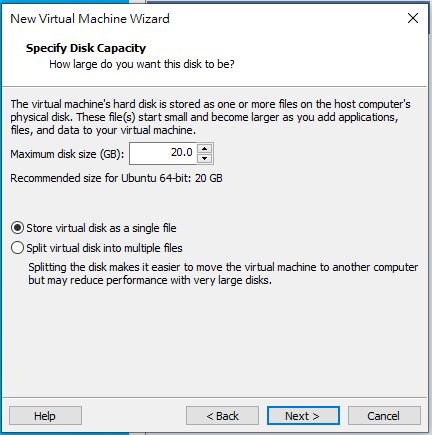 New Virtual Machine Wizard
Specify Disk Capacity
How large do you want this disk to be?
The virtual machine's hard disk is stored as one or more files on the host computer's
physical disk. These file(s) start small and become larger as you add applications,
files, and data to your virtual machine.
Maximum disk size (GB): 20.0
Recommended size for Ubuntu 64-bit: 20 GB
Store virtual disk as a single file
Split virtual disk into multiple files
Splitting the disk makes it easier to move the virtual machine to another computer
but may reduce performance with very large disks.
Help < Back Next > Cancel